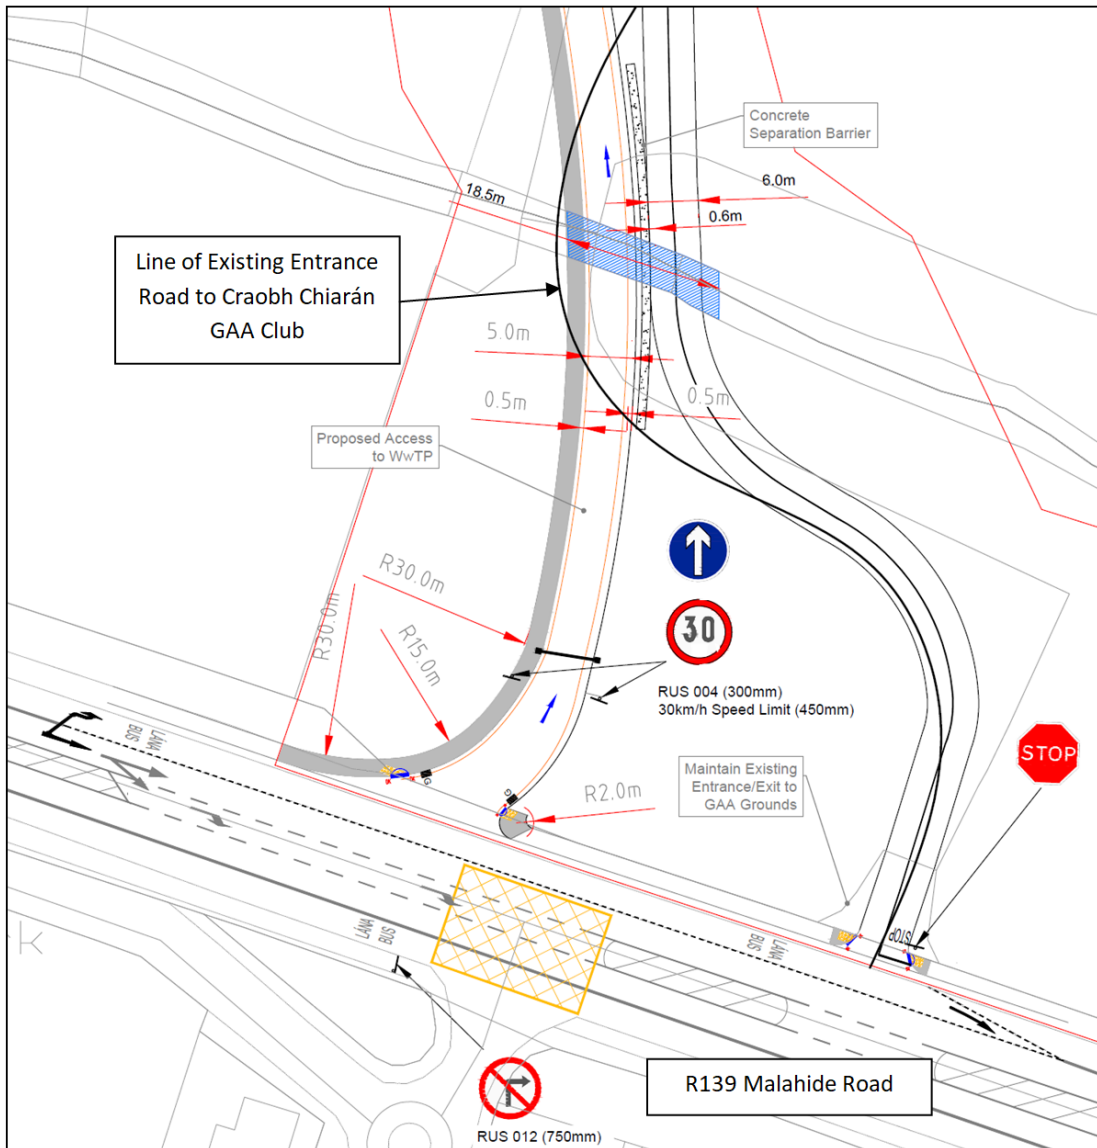 Concrete
Separation Barrier
18.5m
6.0m
0.6m
Line of Existing Entrance
Road to Craobh Chiarán
GAA Club
5.0m
0.5m
0.5m
Proposed Access
to WwTP
R30.0m
R30.0m
R15.0m
30
RUS 004 (300mm)
30km/h Speed Limit (450mm)
LÁNA
BUS
STOP
Maintain Existing
Entrance/Exit to
GAA Grounds
G
G
R2.0m
STOP
LÁNA
BUS
LÁNA
BUS
R139 Malahide Road
RUS 012 (750mm)